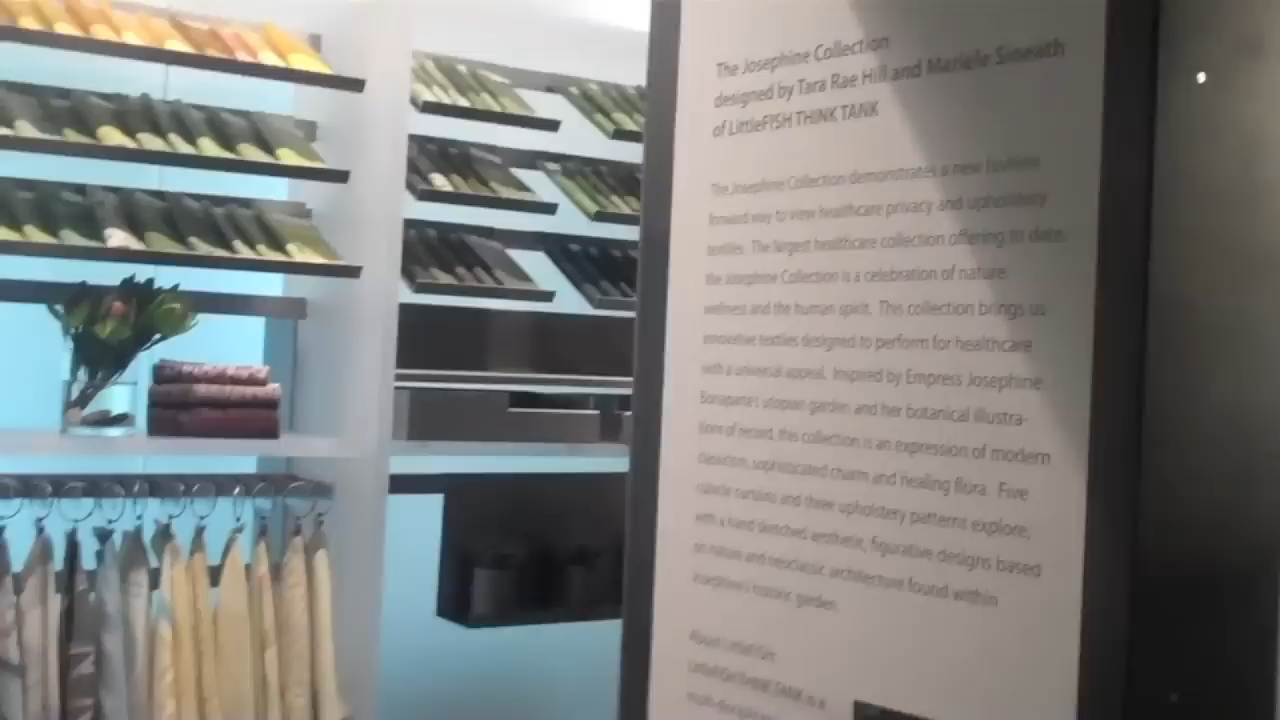 The Josephine Collection
designed by Tara Rae Hill and Mariele Sineath
of LittleFISH THINK TANK
The Josephine Collection demonstrates a new fashion
forward way to view healthcare privacy and upholstery
textiles. The largest healthcare collection offering to date,
the Josephine Collection is a celebration of nature
wellness and the human spirit. This collection brings us
innovative textiles designed to perform for healthcare
with a universal appeal. Inspired by Empress Josephine
Bonaparte's utopian garden and her botanical illustra-
tions of record, this collection is an expression of modern
classicism, sophisticated charm and healing flora. Five
cubicle curtains and three upholstery patterns explore,
with a hand sketched aesthetic, figurative designs based
on nature and neoclassic architecture found within
Josephine's historic garden.
About LittleFISH
LittleFISH THINK TANK is a